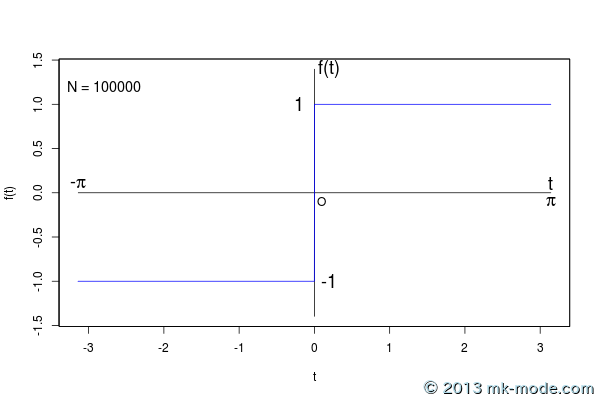 f(t)
N = 100000
1
-π
t
O
π
-1
1.5
1.0
0.5
0.0
-0.5
-1.0
-1.5
f(t)
-3 -2 -1 0 1 2 3
t
© 2013 mk-mode.com